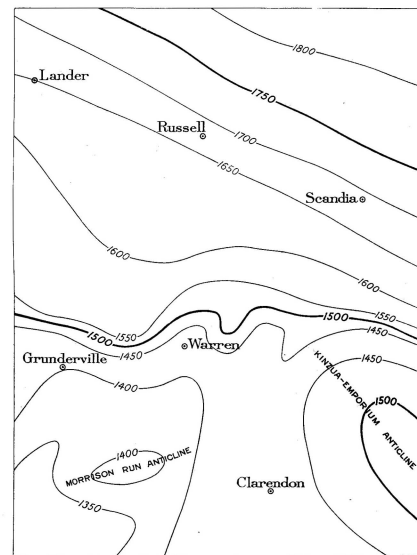 1800
Lander
1750
Russell
1700
1650
Scandia
1600
1600
1550
1500
1550
1500
1450
1450
Warren
Grunderville
1400
1450
KINZUA-EMPORIUM ANTICLINE
1500
1400
MORRISON RUN ANTICLINE
Clarendon
1350